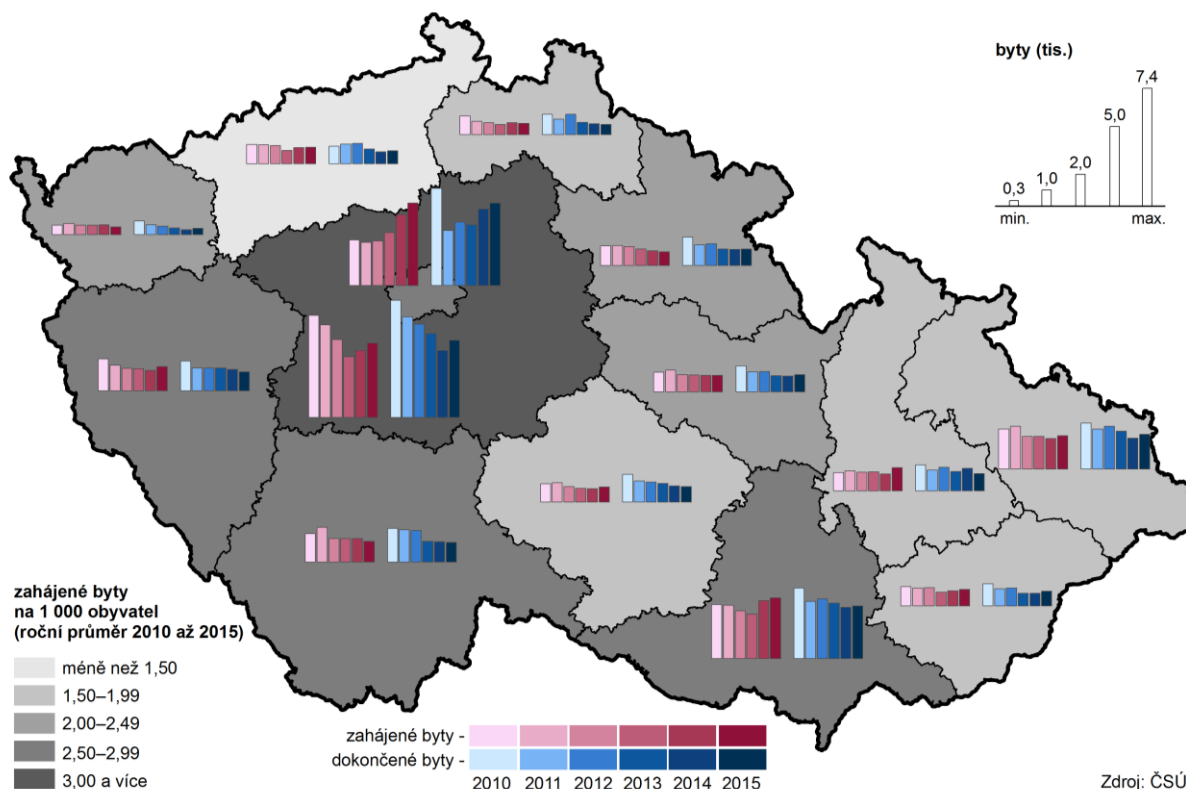 byty (tis.)
7,4
5,0
2,0
1,0
0,3
min.
max.
zahájené byty
na 1 000 obyvatel
(roční průměr 2010 až 2015)
méně než 1,50
1,50–1,99
2,00–2,49
2,50–2,99
3,00 a více
zahájené byty -
dokončené byty -
2010 2011 2012 2013 2014 2015
Zdroj: ČSÚ